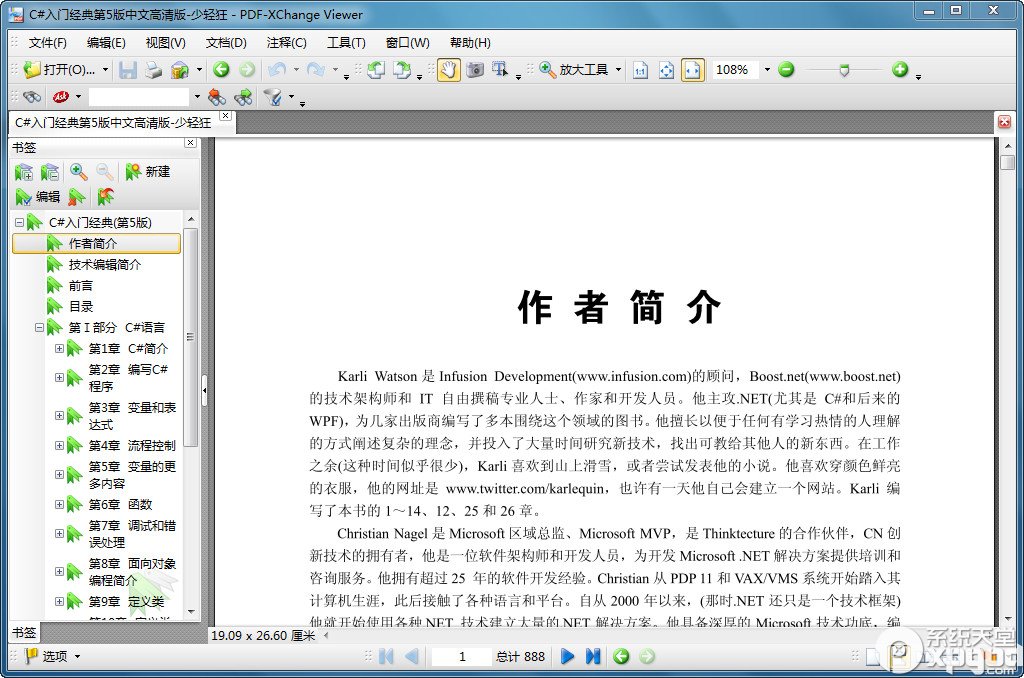 C#入门经典第5版中文高清版-少轻狂 - PDF-XChange Viewer
文件(F) 编辑(E) 视图(V) 文档(D) 注释(C) 工具(T) 窗口(W) 帮助(H)
打开(O)... 放大工具 108%
C#入门经典第5版中文高清版-少轻狂
书签
新建
编辑
C#入门经典(第5版)
作者简介
技术编辑简介
前言
目录
第 I 部分 C#语言
第1章 C#简介
第2章 编写C#
程序
第3章 变量和表
达式
第4章 流程控制
第5章 变量的更
多内容
第6章 函数
第7章 调试和错
误处理
第8章 面向对象
编程简介
第9章 定义类
书签
选项
作 者 简 介
Karli Watson 是 Infusion Development(www.infusion.com)的顾问，Boost.net(www.boost.net)
的技术架构师和 IT 自由撰稿专业人士、作家和开发人员。他主攻.NET(尤其是 C#和后来的
WPF)，为几家出版商编写了多本围绕这个领域的图书。他擅长以便于任何有学习热情的人理解
的方式阐述复杂的理念，并投入了大量时间研究新技术，找出可教给其他人的新东西。在工作
之余(这种时间似乎很少)，Karli 喜欢到山上滑雪，或者尝试发表他的小说。他喜欢穿颜色鲜亮
的衣服，他的网址是 www.twitter.com/karlequin，也许有一天他自己会建立一个网站。Karli 编
写了本书的 1～14、12、25 和 26 章。
Christian Nagel 是 Microsoft 区域总监、Microsoft MVP，是 Thinktecture 的合作伙伴，CN 创
新技术的拥有者，他是一位软件架构师和开发人员，为开发 Microsoft .NET 解决方案提供培训和
咨询服务。他拥有超过 25 年的软件开发经验。Christian 从 PDP 11 和 VAX/VMS 系统开始踏入其
计算机生涯，此后接触了各种语言和平台。自从 2000 年以来，(那时.NET 还只是一个技术框架)
他就开始使用各种 NET 技术建立大量的 NET 解决方案。他具备深厚的 Microsoft 技术功底，编
19.09 x 26.60 厘米
1 总计 888
系统天堂
xpgod
.com